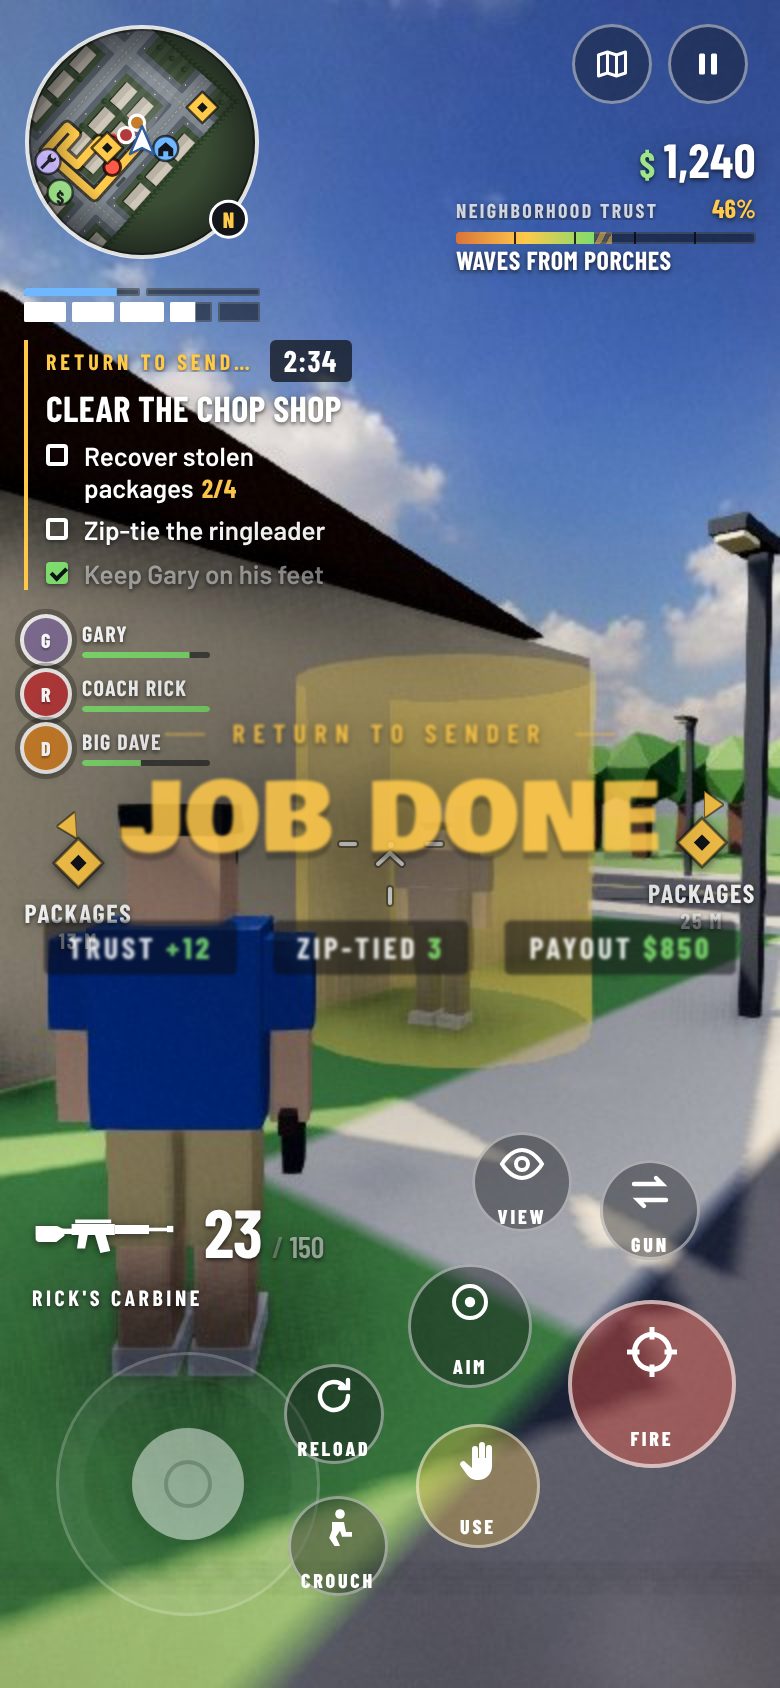 N
$ 1,240
NEIGHBORHOOD TRUST 46%
WAVES FROM PORCHES
RETURN TO SEND… 2:34
CLEAR THE CHOP SHOP
Recover stolen
packages 2/4
Zip-tie the ringleader
Keep Gary on his feet
G GARY
R COACH RICK
D BIG DAVE
RETURN TO SENDER
JOB DONE
PACKAGES
13 M
PACKAGES
25 M
TRUST +12 ZIP-TIED 3 PAYOUT $850
VIEW
GUN
23 / 150
RICK'S CARBINE
AIM
FIRE
RELOAD
USE
CROUCH